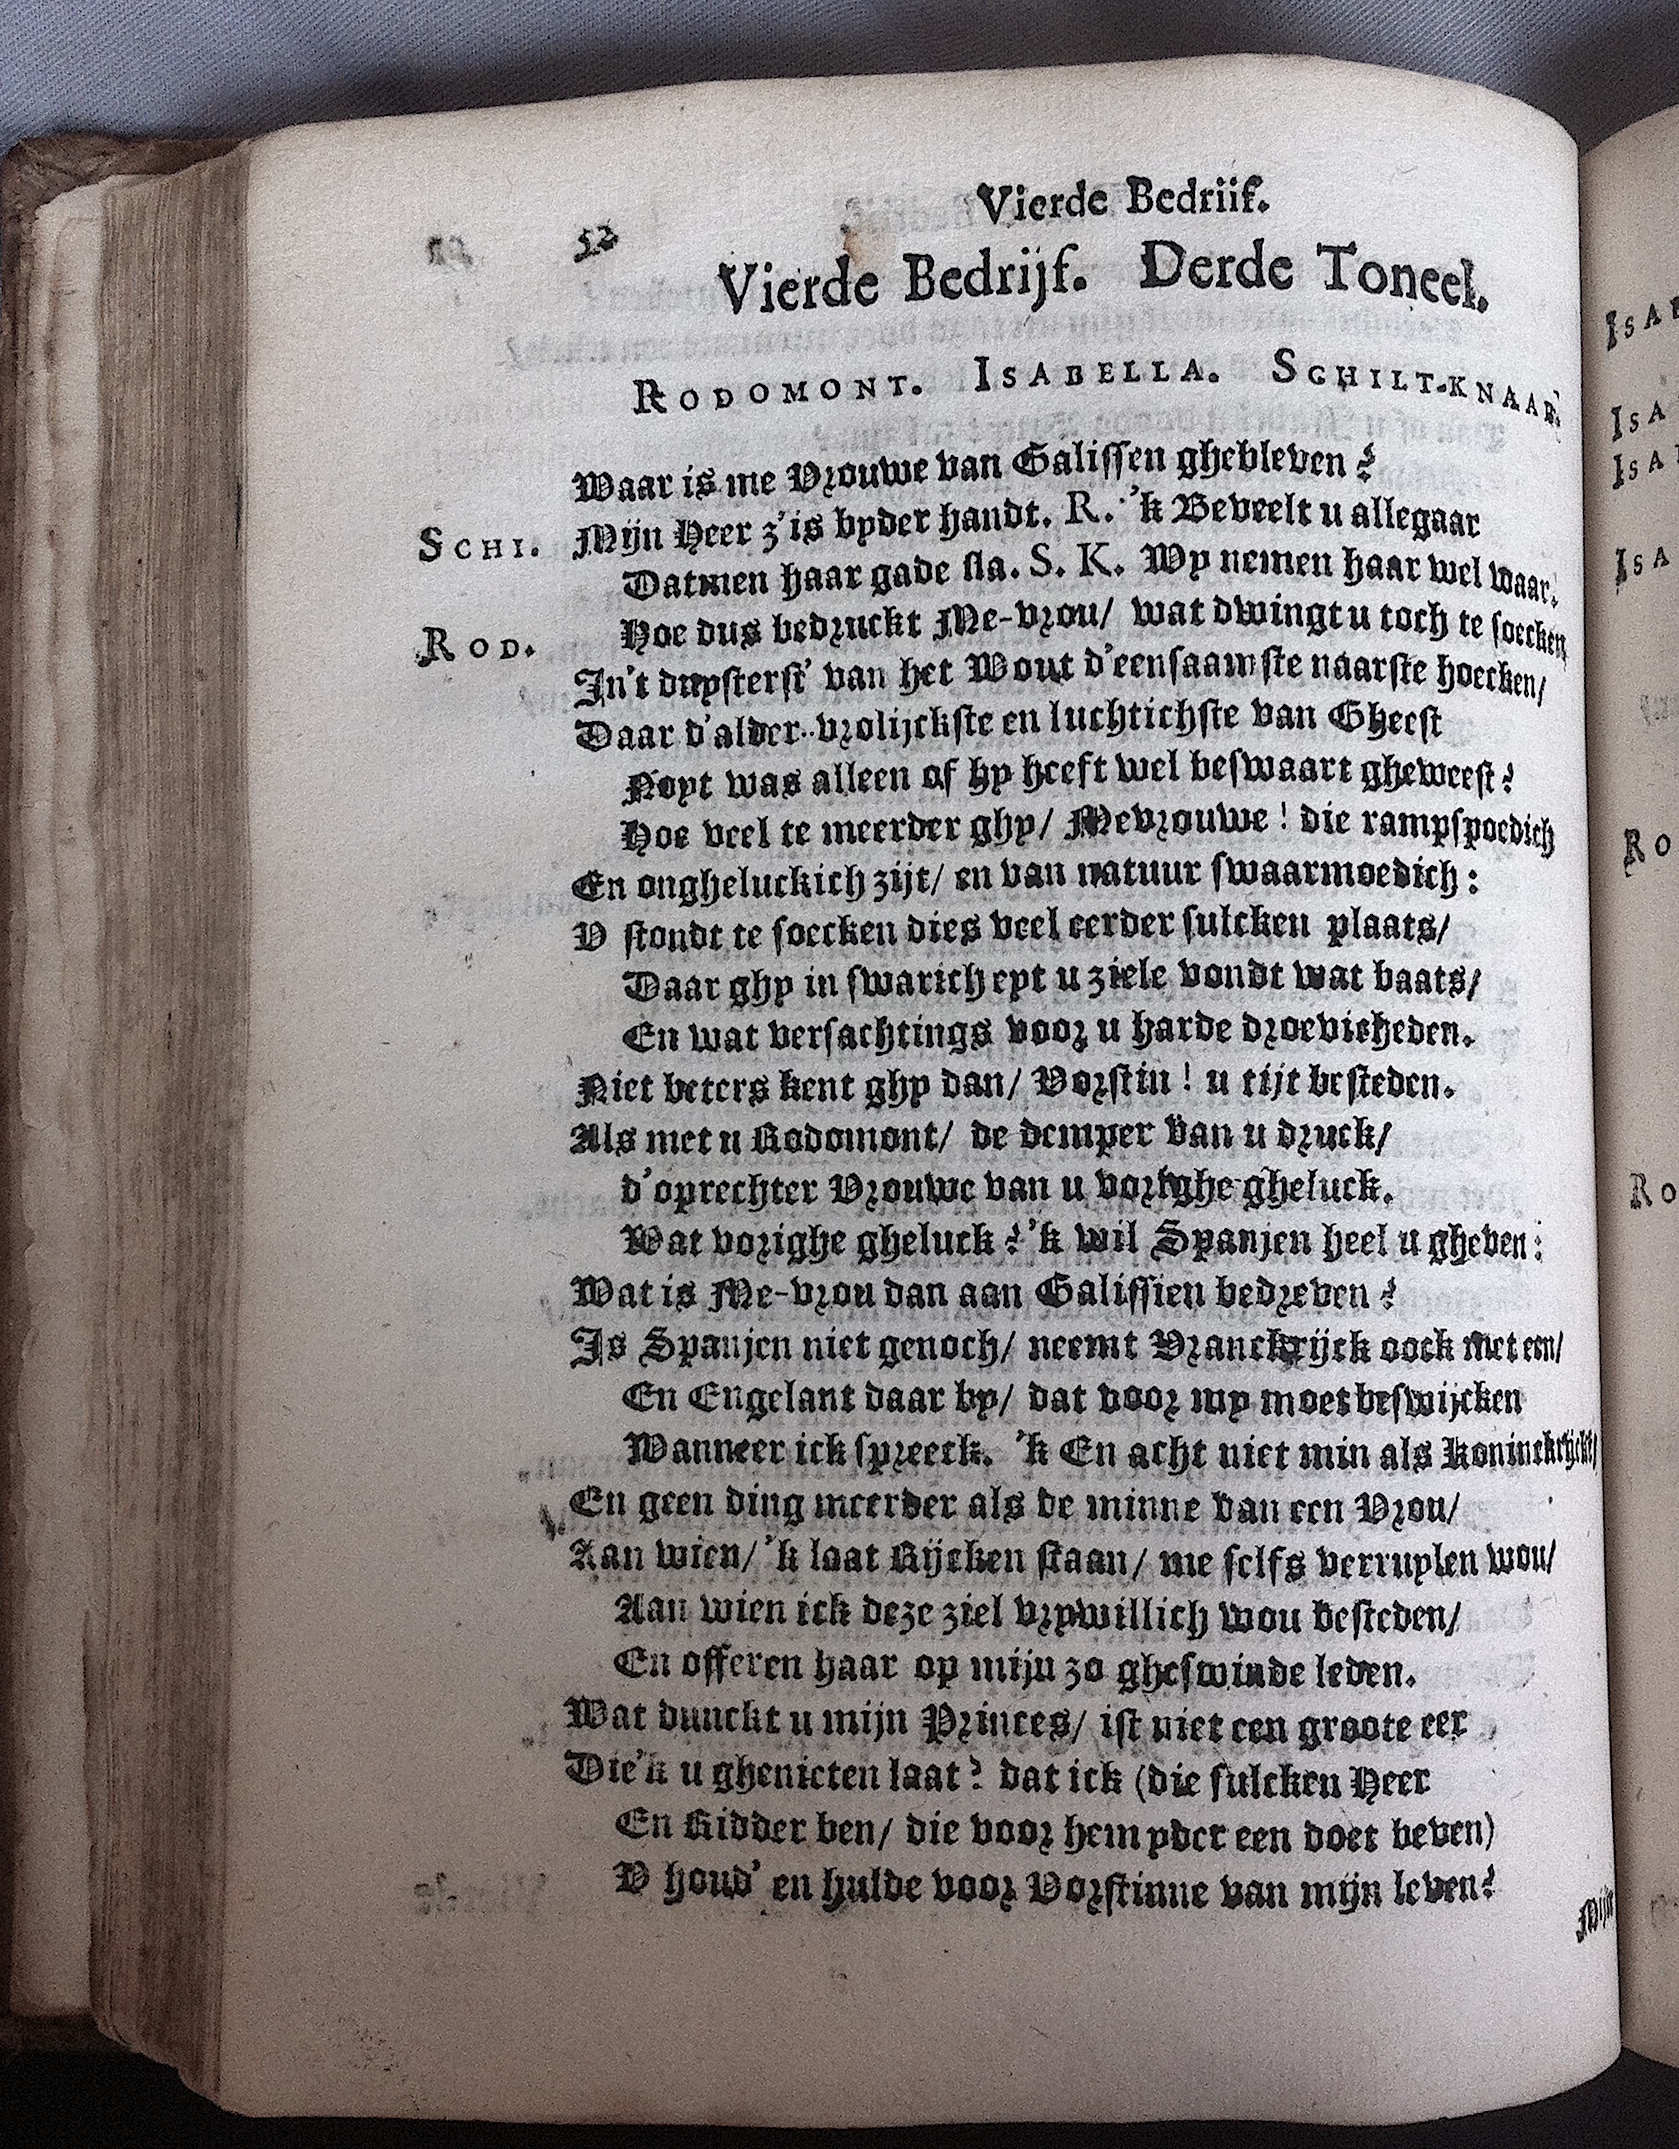 52 Vierde Bedriif.
Vierde Bedrijf. Derde Toneel.
RODOMONT. ISABELLA. SCHILT-KNAAR.
Waar is me Vrouwe van Galissen ghebleven?
SCHI. Mijn Heer z'is byder handt. R. 'k Beveelt u allegaar
Datmen haar gade sla. S. K. Wy nemen haar wel waar.
ROD. Hoe dus bedruckt Me-vrou/ wat dwingt u toch te soecken
In't duysterst' van het Wout d'eensaamste naarste hoecken/
Daar d'alder-vrolijckste en luchtichste van Gheest
Noyt was alleen of hy heeft wel beswaart gheweest?
Hoe veel te meerder ghy/ Mevrouwe! die rampspoedich
En ongheluckich zijt/ en van natuur swaarmoedich:
V stondt te soecken dies veel eerder sulcken plaats/
Daar ghy in swaricheyt u ziele vondt wat baats/
En wat versachtings voor u harde droevicheden.
Niet beters kent ghy dan/ Vorstin! u tijt besteden.
Als met u Rodomont/ de demper van u druck/
d'oprechter Vrouwe van u vorighe gheluck.
Wat vorighe gheluck? 'k wil Spanjen heel u gheven:
Wat is Me-vrou dan aan Galissien bedreven?
Is Spanjen niet genoch/ neemt Vranckrijck oock met een/
En Engelant daar by/ dat voor my moet beswijcken
Wanneer ick spreeck. 'k En acht niet min als Koninckrijcke/
En geen ding meerder als de minne van een Vrou/
Aan wien/ 'k laat Rijcken staan/ me selfs verruylen wou/
Aan wien ick deze ziel vrywillich wou besteden/
En offeren haar op mijn zo gheswinde leden.
Wat dunckt u mijn Princes/ ist niet een groote eer
Die'k u ghenieten laat? dat ick (die sulcken Heer
En Ridder ben/ die voor hem yder een doet beven)
V houd' en hulde voor Vorstinne van mijn leven?
ISA
ISA
ISA
ISA
RO
RO